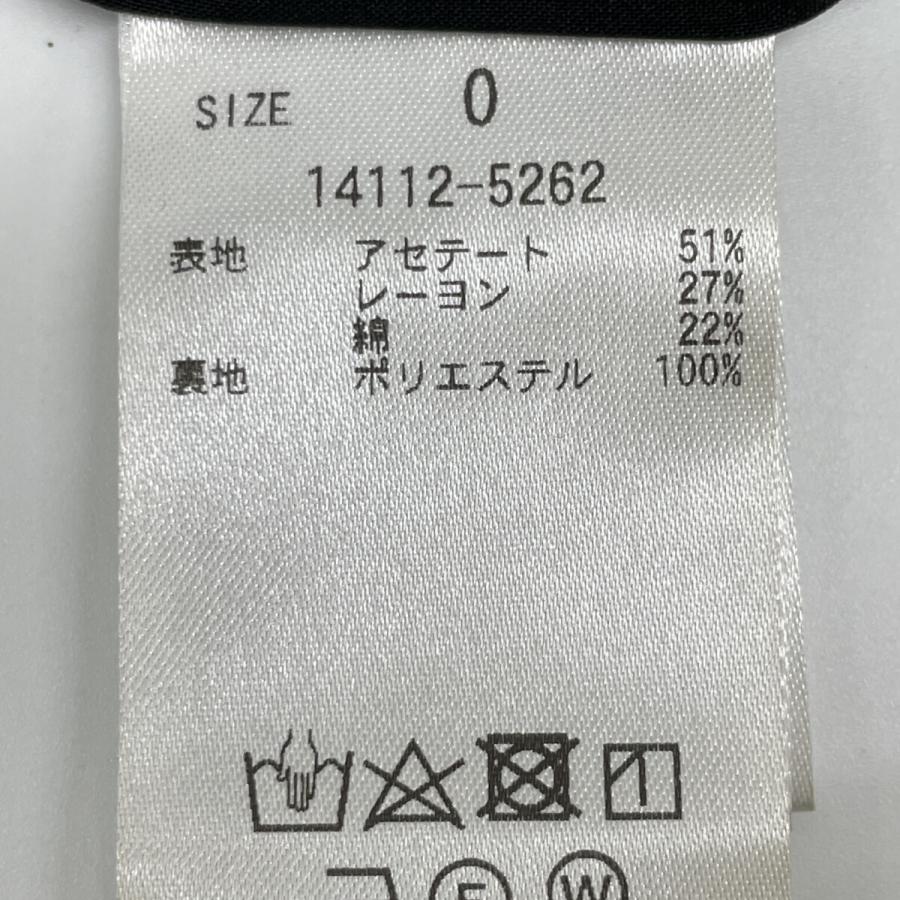 SIZE 0
14112-5262
表地 アセテート 51%
レーヨン 27%
綿 22%
裏地 ポリエステル 100%
F W